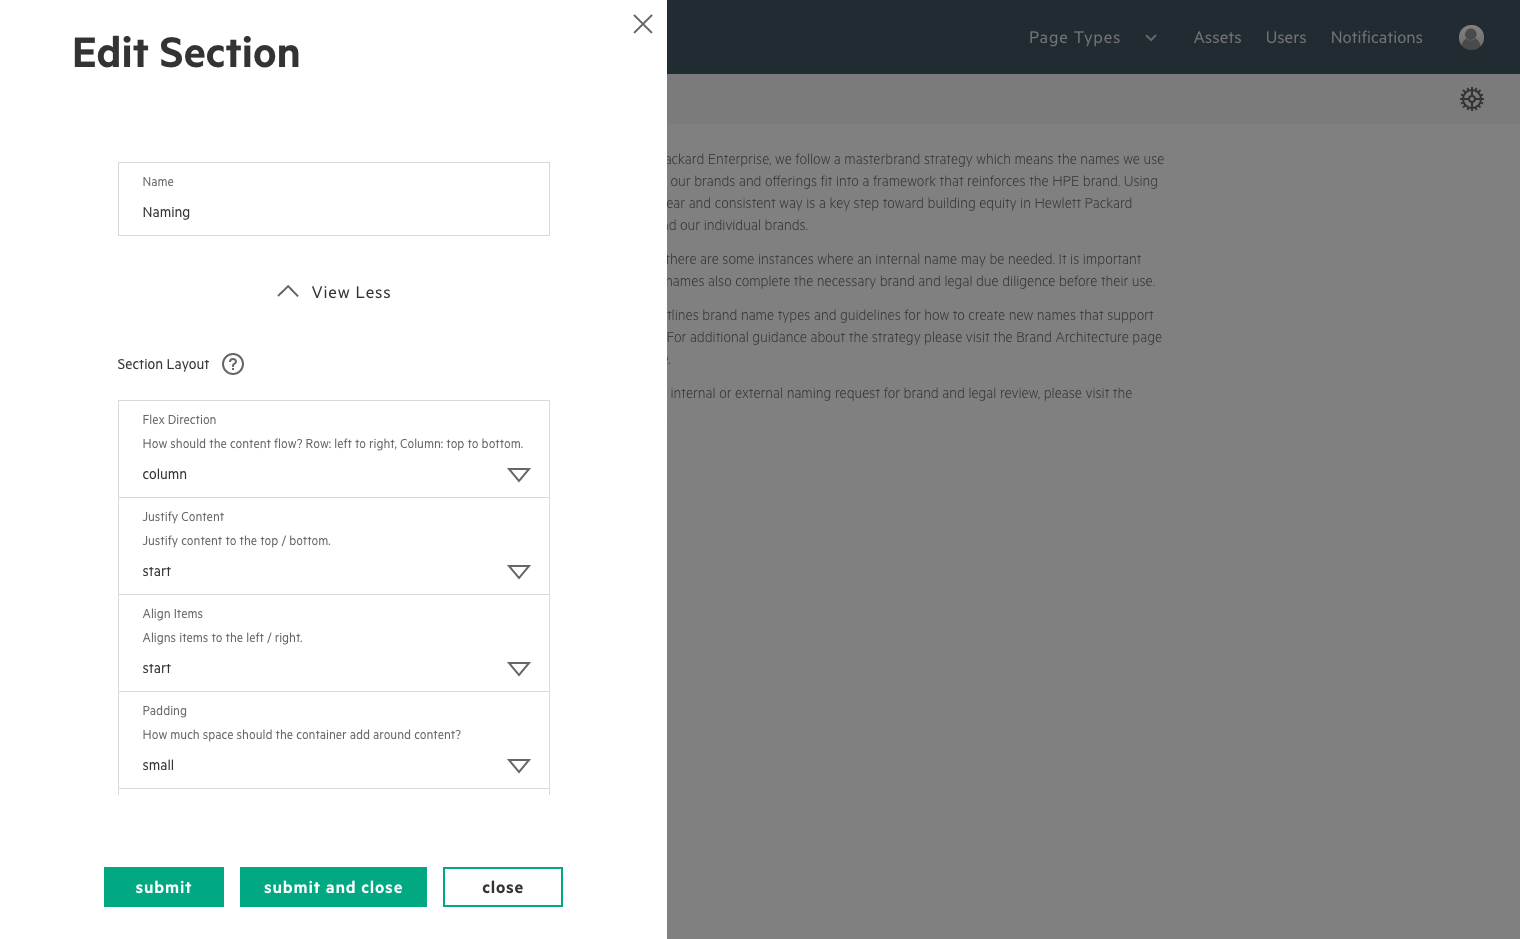 Edit Section
Name
Naming
View Less
Section Layout
Flex Direction
How should the content flow? Row: left to right, Column: top to bottom.
column
Justify Content
Justify content to the top / bottom.
start
Align Items
Aligns items to the left / right.
start
Padding
How much space should the container add around content?
small
submit
submit and close
close
Page Types
Assets
Users
Notifications
Enterprise, we follow a masterbrand strategy which means the names we use
our brands and offerings fit into a framework that reinforces the HPE brand. Using
and consistent way is a key step toward building equity in Hewlett Packard
our individual brands.
there are some instances where an internal name may be needed. It is important
names also complete the necessary brand and legal due diligence before their use.
brand name types and guidelines for how to create new names that support
For additional guidance about the strategy please visit the Brand Architecture page
internal or external naming request for brand and legal review, please visit the